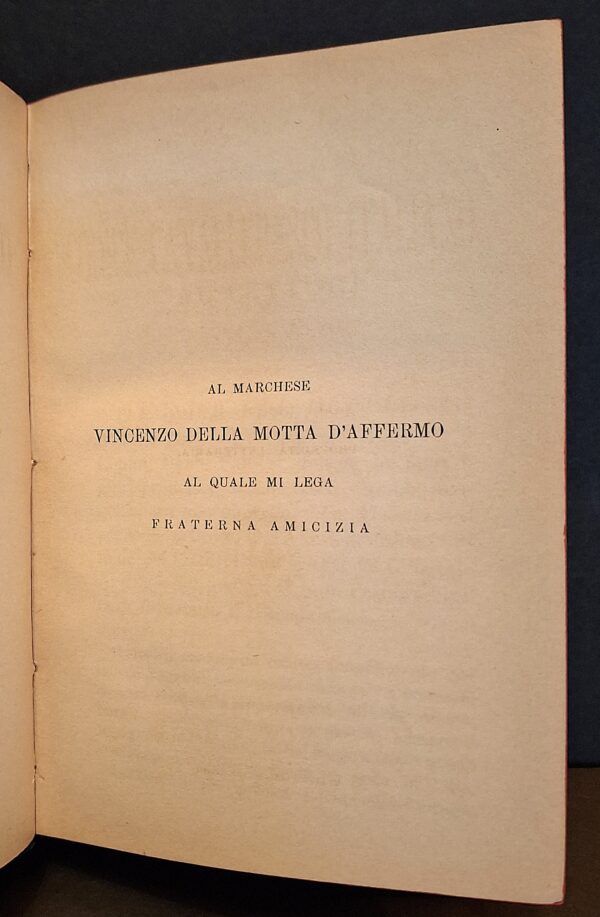 AL MARCHESE
VINCENZO DELLA MOTTA D'AFFERMO
AL QUALE MI LEGA
FRATERNA AMICIZIA